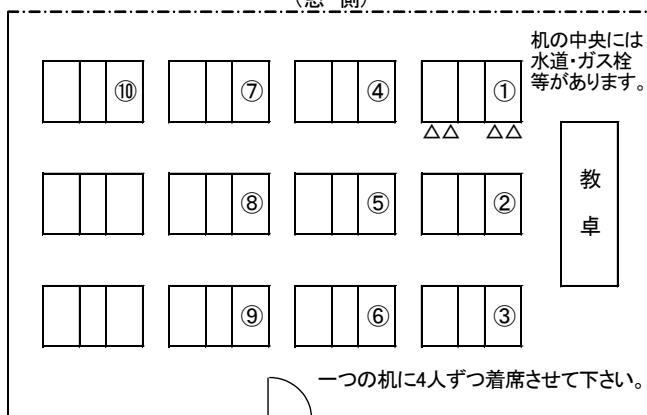 (窓 側)
机の中央には
水道・ガス栓
等があります。
⑩ ⑦ ④ ①
△△ △△
教
卓
⑧ ⑤ ②
⑨ ⑥ ③
一つの机に4人ずつ着席させて下さい。